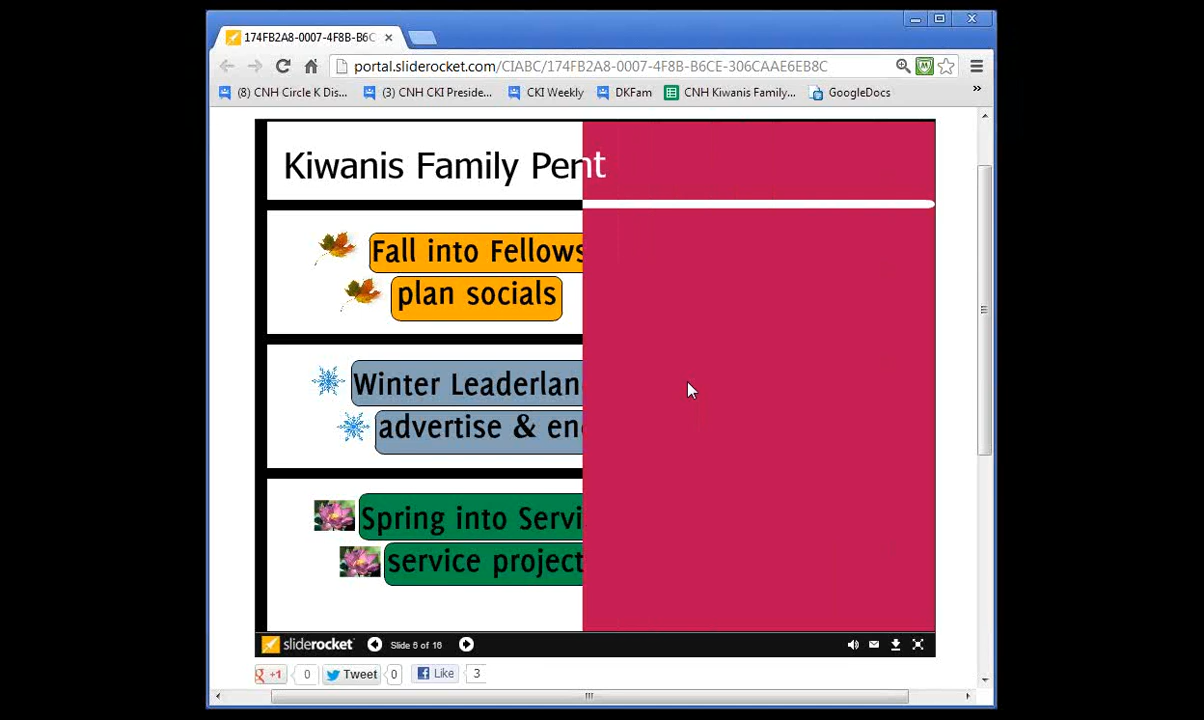 174FB2A8-0007-4F8B-B6C
portal.sliderocket.com/CIABC/174FB2A8-0007-4F8B-B6CE-306CAAE6EB8C
(8) CNH Circle K Dis... (3) CNH CKI Preside... CKI Weekly DKFam CNH Kiwanis Family... GoogleDocs »
Kiwanis Family Pent
Fall into Fellows
plan socials
Winter Leaderlan
advertise & en
Spring into Servi
service project
sliderocket Slide 6 of 16
g +1 0 Tweet 0 Like 3